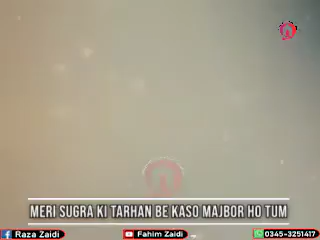 MERI SUGRA KI TARHAN BE KASO MAJBOR HO TUM
Raza Zaidi
Fahim Zaidi
0345-3251417